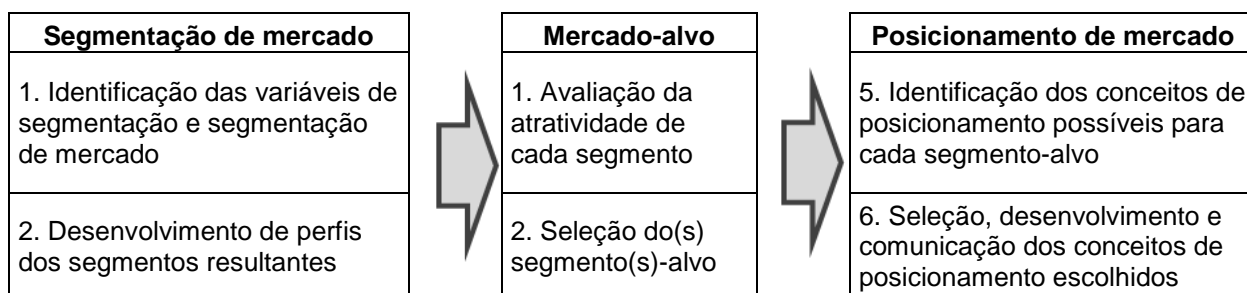 Segmentação de mercado
1. Identificação das variáveis de
segmentação e segmentação
de mercado
2. Desenvolvimento de perfis
dos segmentos resultantes
Mercado-alvo
1. Avaliação da
atratividade de
cada segmento
2. Seleção do(s)
segmento(s)-alvo
Posicionamento de mercado
5. Identificação dos conceitos de
posicionamento possíveis para
cada segmento-alvo
6. Seleção, desenvolvimento e
comunicação dos conceitos de
posicionamento escolhidos